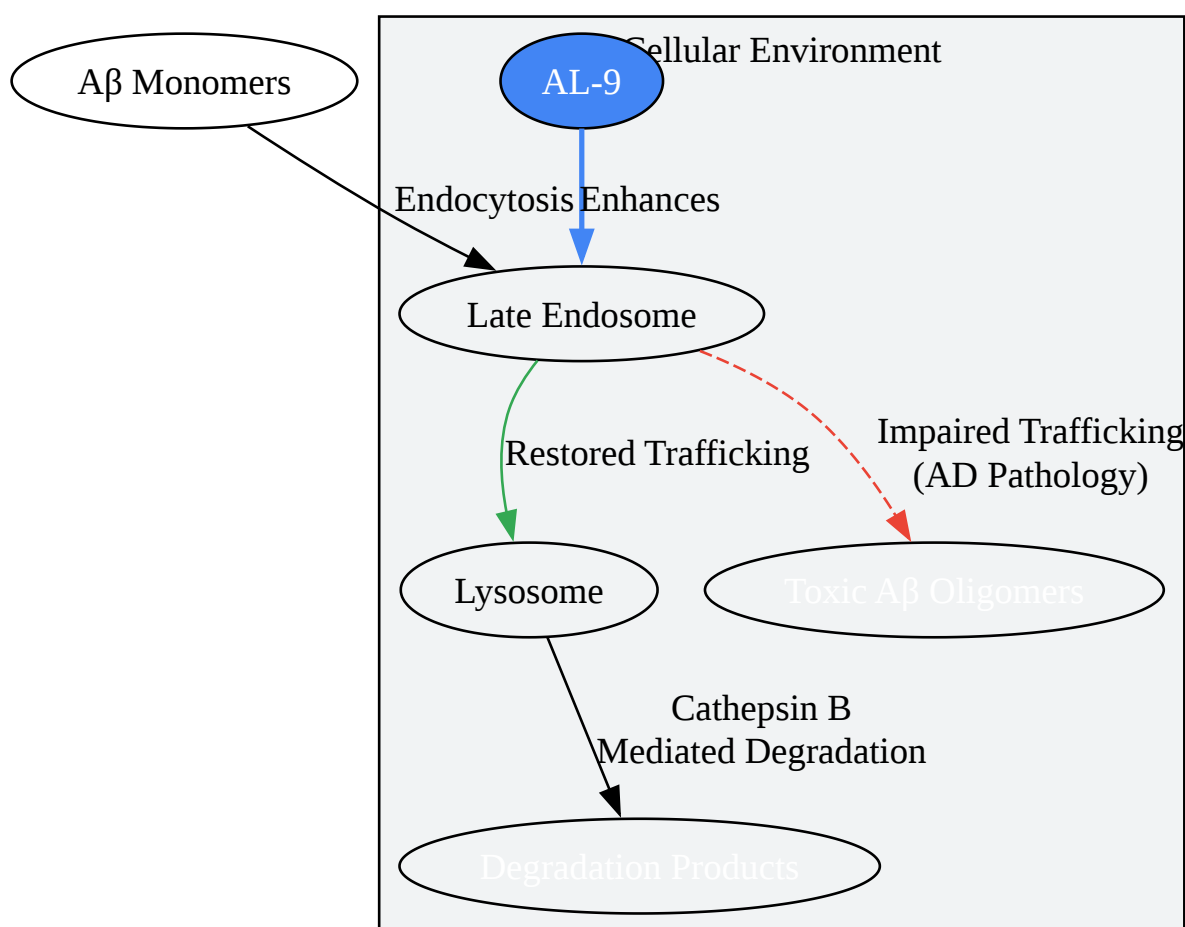 Cellular Environment
Aβ Monomers
AL-9
Endocytosis
Enhances
Late Endosome
Restored Trafficking
Impaired Trafficking
(AD Pathology)
Lysosome
Toxic Aβ Oligomers
Cathepsin B
Mediated Degradation
Degradation Products